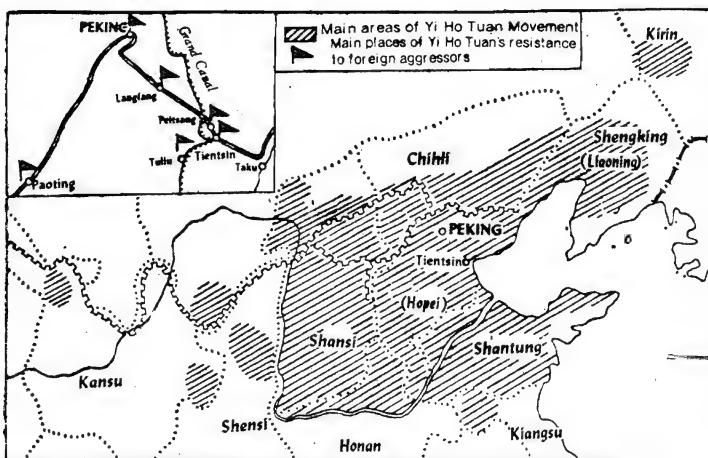 PEKING
Grand Canal
Langfang
Peitsang
Tuliu
Tientsin
Taku
Paoting
Main areas of Yi Ho Tuan Movement
Main places of Yi Ho Tuan's resistance
to foreign aggressors
Kirin
Shengking
(Liaoning)
Chihli
PEKING
Tientsin
(Hopei)
Shansi
Shantung
Kansu
Shensi
Honan
Kiangsu